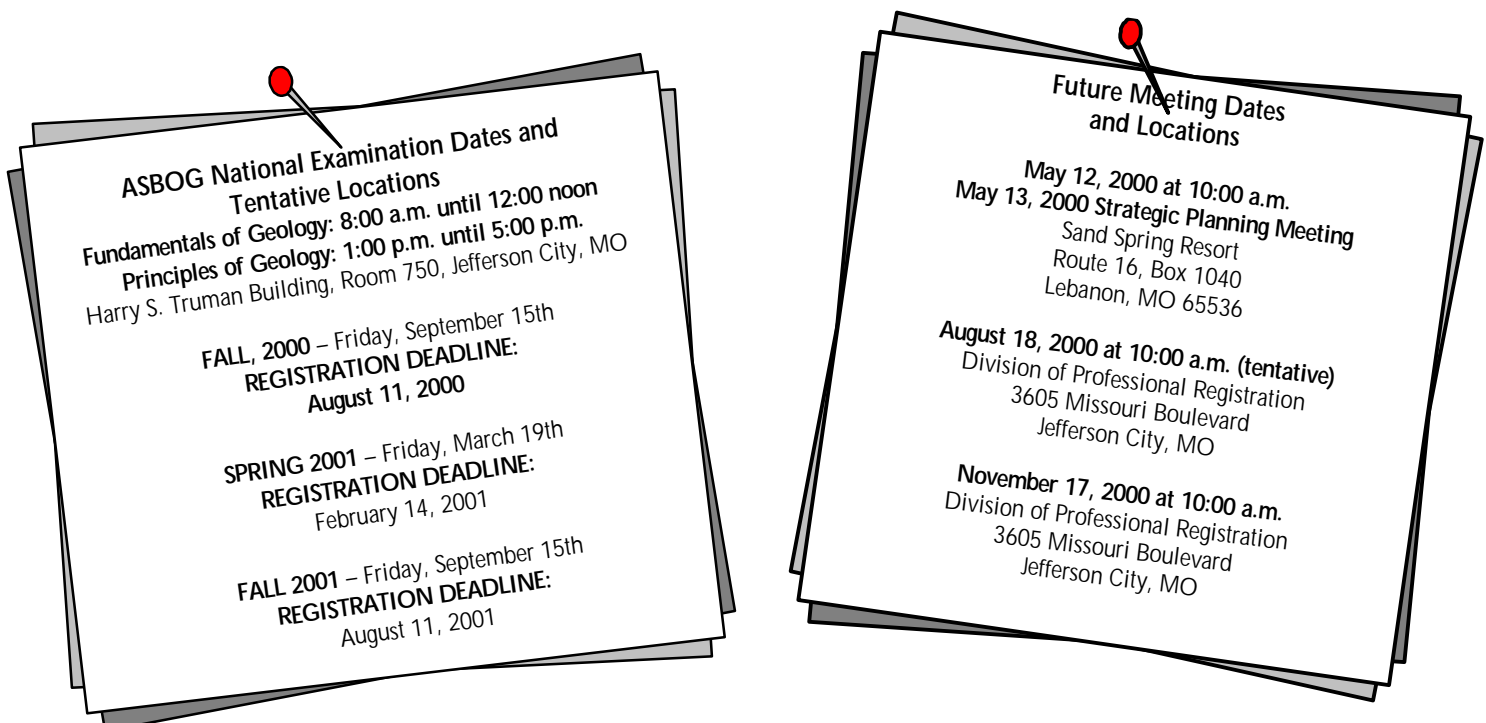 ASBOG National Examination Dates and
Tentative Locations
Fundamentals of Geology: 8:00 a.m. until 12:00 noon
Principles of Geology: 1:00 p.m. until 5:00 p.m.
Harry S. Truman Building, Room 750, Jefferson City, MO
FALL, 2000 – Friday, September 15th
REGISTRATION DEADLINE:
August 11, 2000
SPRING 2001 – Friday, March 19th
REGISTRATION DEADLINE:
February 14, 2001
FALL 2001 – Friday, September 15th
REGISTRATION DEADLINE:
August 11, 2001
Future Meeting Dates
and Locations
May 12, 2000 at 10:00 a.m.
May 13, 2000 Strategic Planning Meeting
Sand Spring Resort
Route 16, Box 1040
Lebanon, MO 65536
August 18, 2000 at 10:00 a.m. (tentative)
Division of Professional Registration
3605 Missouri Boulevard
Jefferson City, MO
November 17, 2000 at 10:00 a.m.
Division of Professional Registration
3605 Missouri Boulevard
Jefferson City, MO